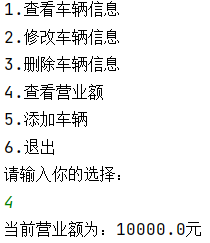 1.查看车辆信息
2.修改车辆信息
3.删除车辆信息
4.查看营业额
5.添加车辆
6.退出
请输入你的选择：
4
当前营业额为：10000.0元